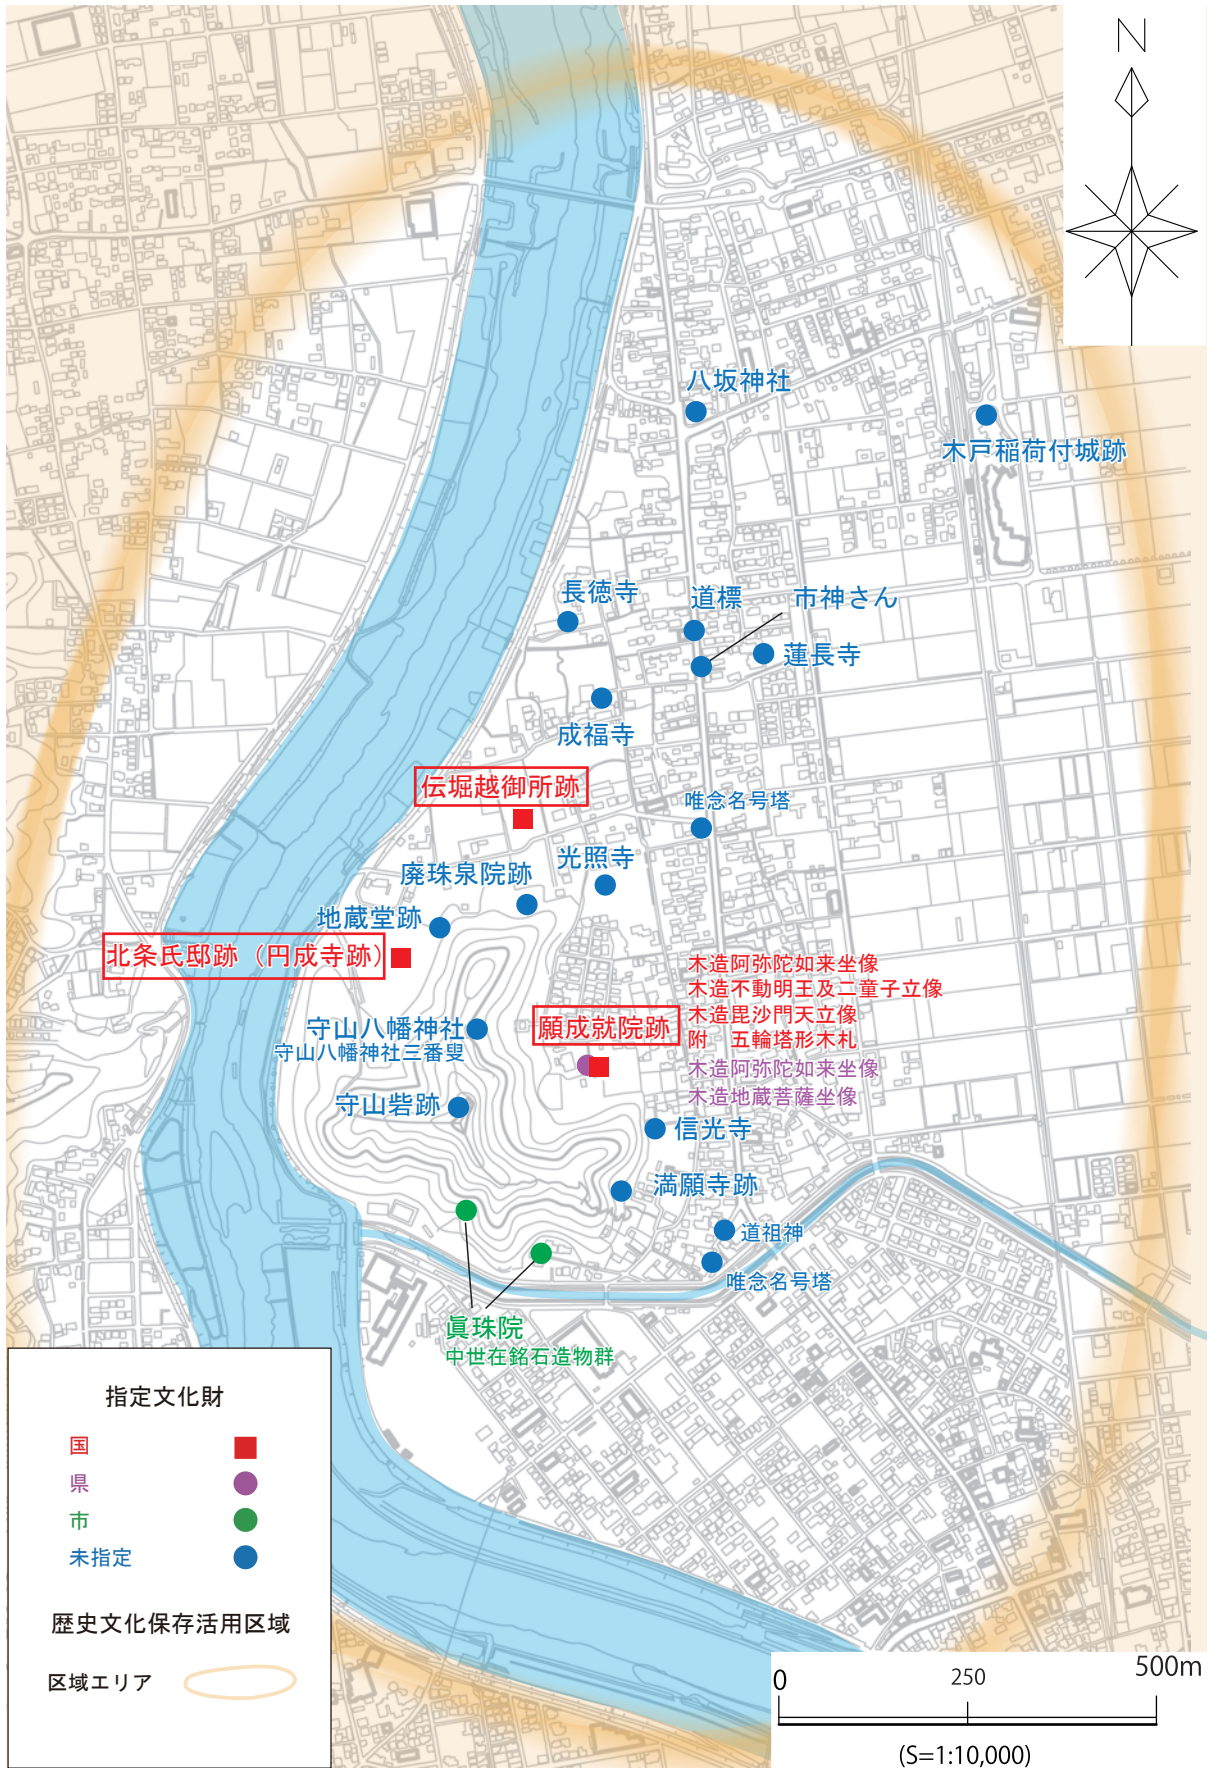 N
八坂神社
木戸稲荷付城跡
長徳寺
道標
市神さん
蓮長寺
成福寺
伝堀越御所跡
唯念名号塔
光照寺
廃珠泉院跡
地蔵堂跡
北条氏邸跡（円成寺跡）
木造阿弥陀如来坐像
木造不動明王及二童子立像
木造毘沙門天立像
附　五輪塔形木札
木造阿弥陀如来坐像
木造地蔵菩薩坐像
願成就院跡
守山八幡神社
守山八幡神社三番叟
守山砦跡
信光寺
満願寺跡
道祖神
唯念名号塔
眞珠院
中世在銘石造物群
指定文化財
国
県
市
未指定
歴史文化保存活用区域
区域エリア
0 250 500m
(S=1:10,000)